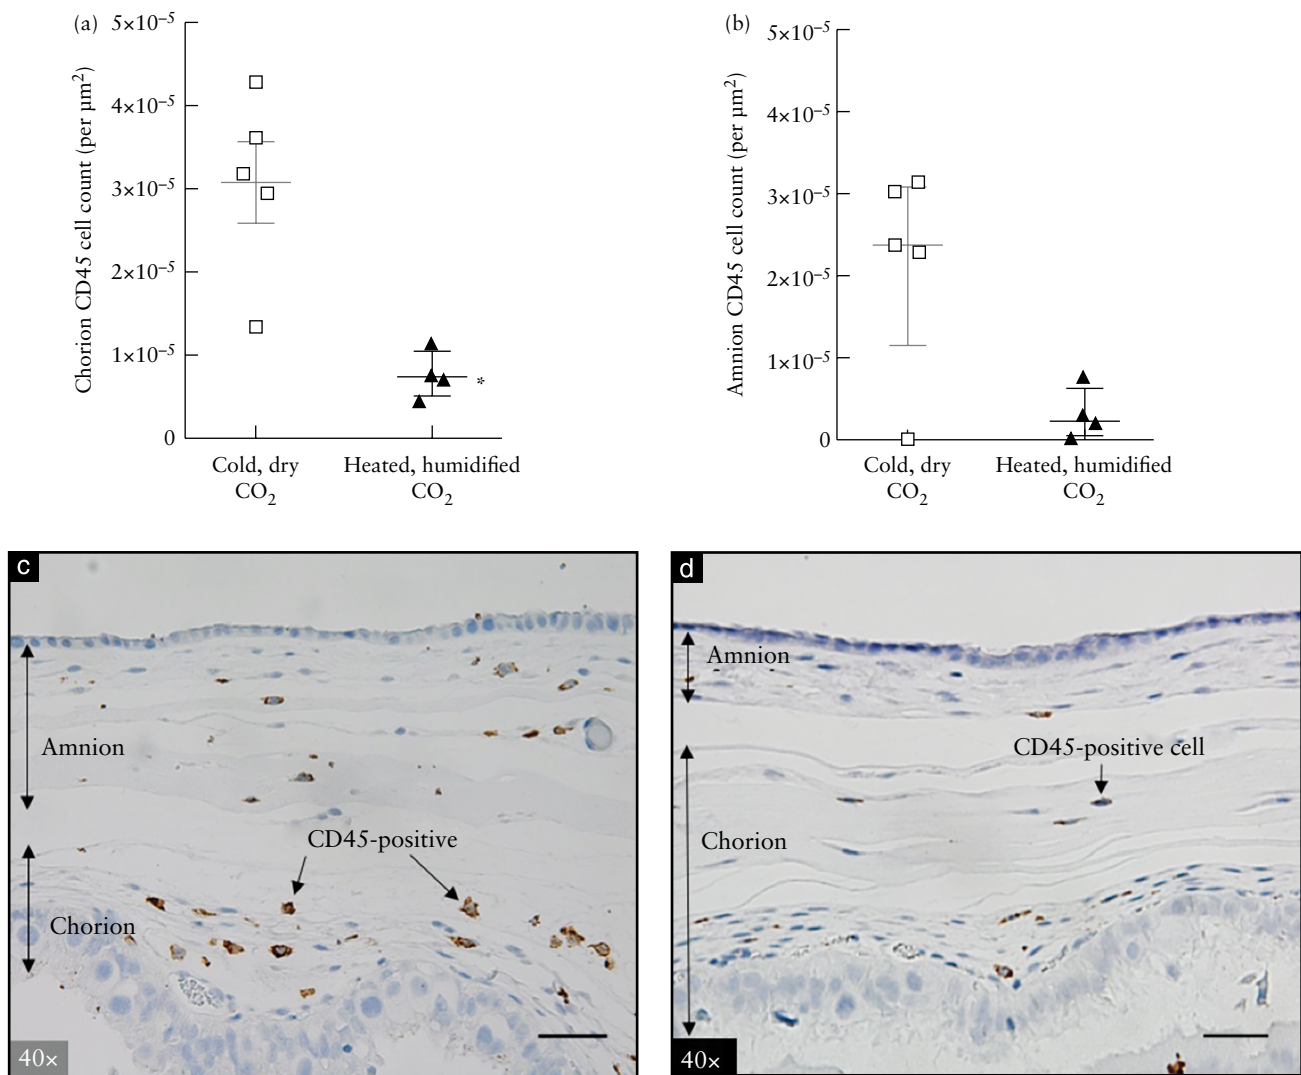 (a)
Chorion CD45 cell count (per µm²)
5×10⁻⁵
4×10⁻⁵
3×10⁻⁵
2×10⁻⁵
1×10⁻⁵
0
*
Cold, dry
CO₂
Heated, humidified
CO₂
(b)
Amnion CD45 cell count (per µm²)
5×10⁻⁵
4×10⁻⁵
3×10⁻⁵
2×10⁻⁵
1×10⁻⁵
0
Cold, dry
CO₂
Heated, humidified
CO₂
c
Amnion
CD45-positive
Chorion
40×
d
Amnion
CD45-positive cell
Chorion
40×